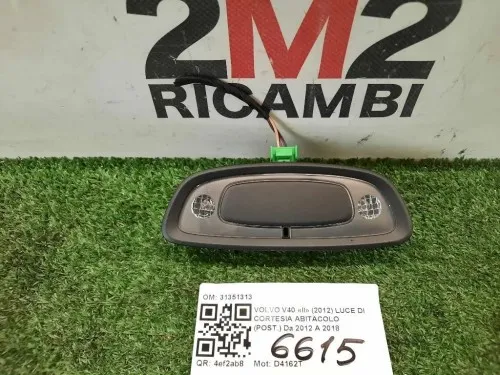 2M2
RICAMBI
OM: 31351313
VOLVO V40 «II» (2012) LUCE DI
CORTESIA ABITACOLO
(POST.) Da 2012 A 2018
6615
QR: 4ef2ab8 Mot: D4162T